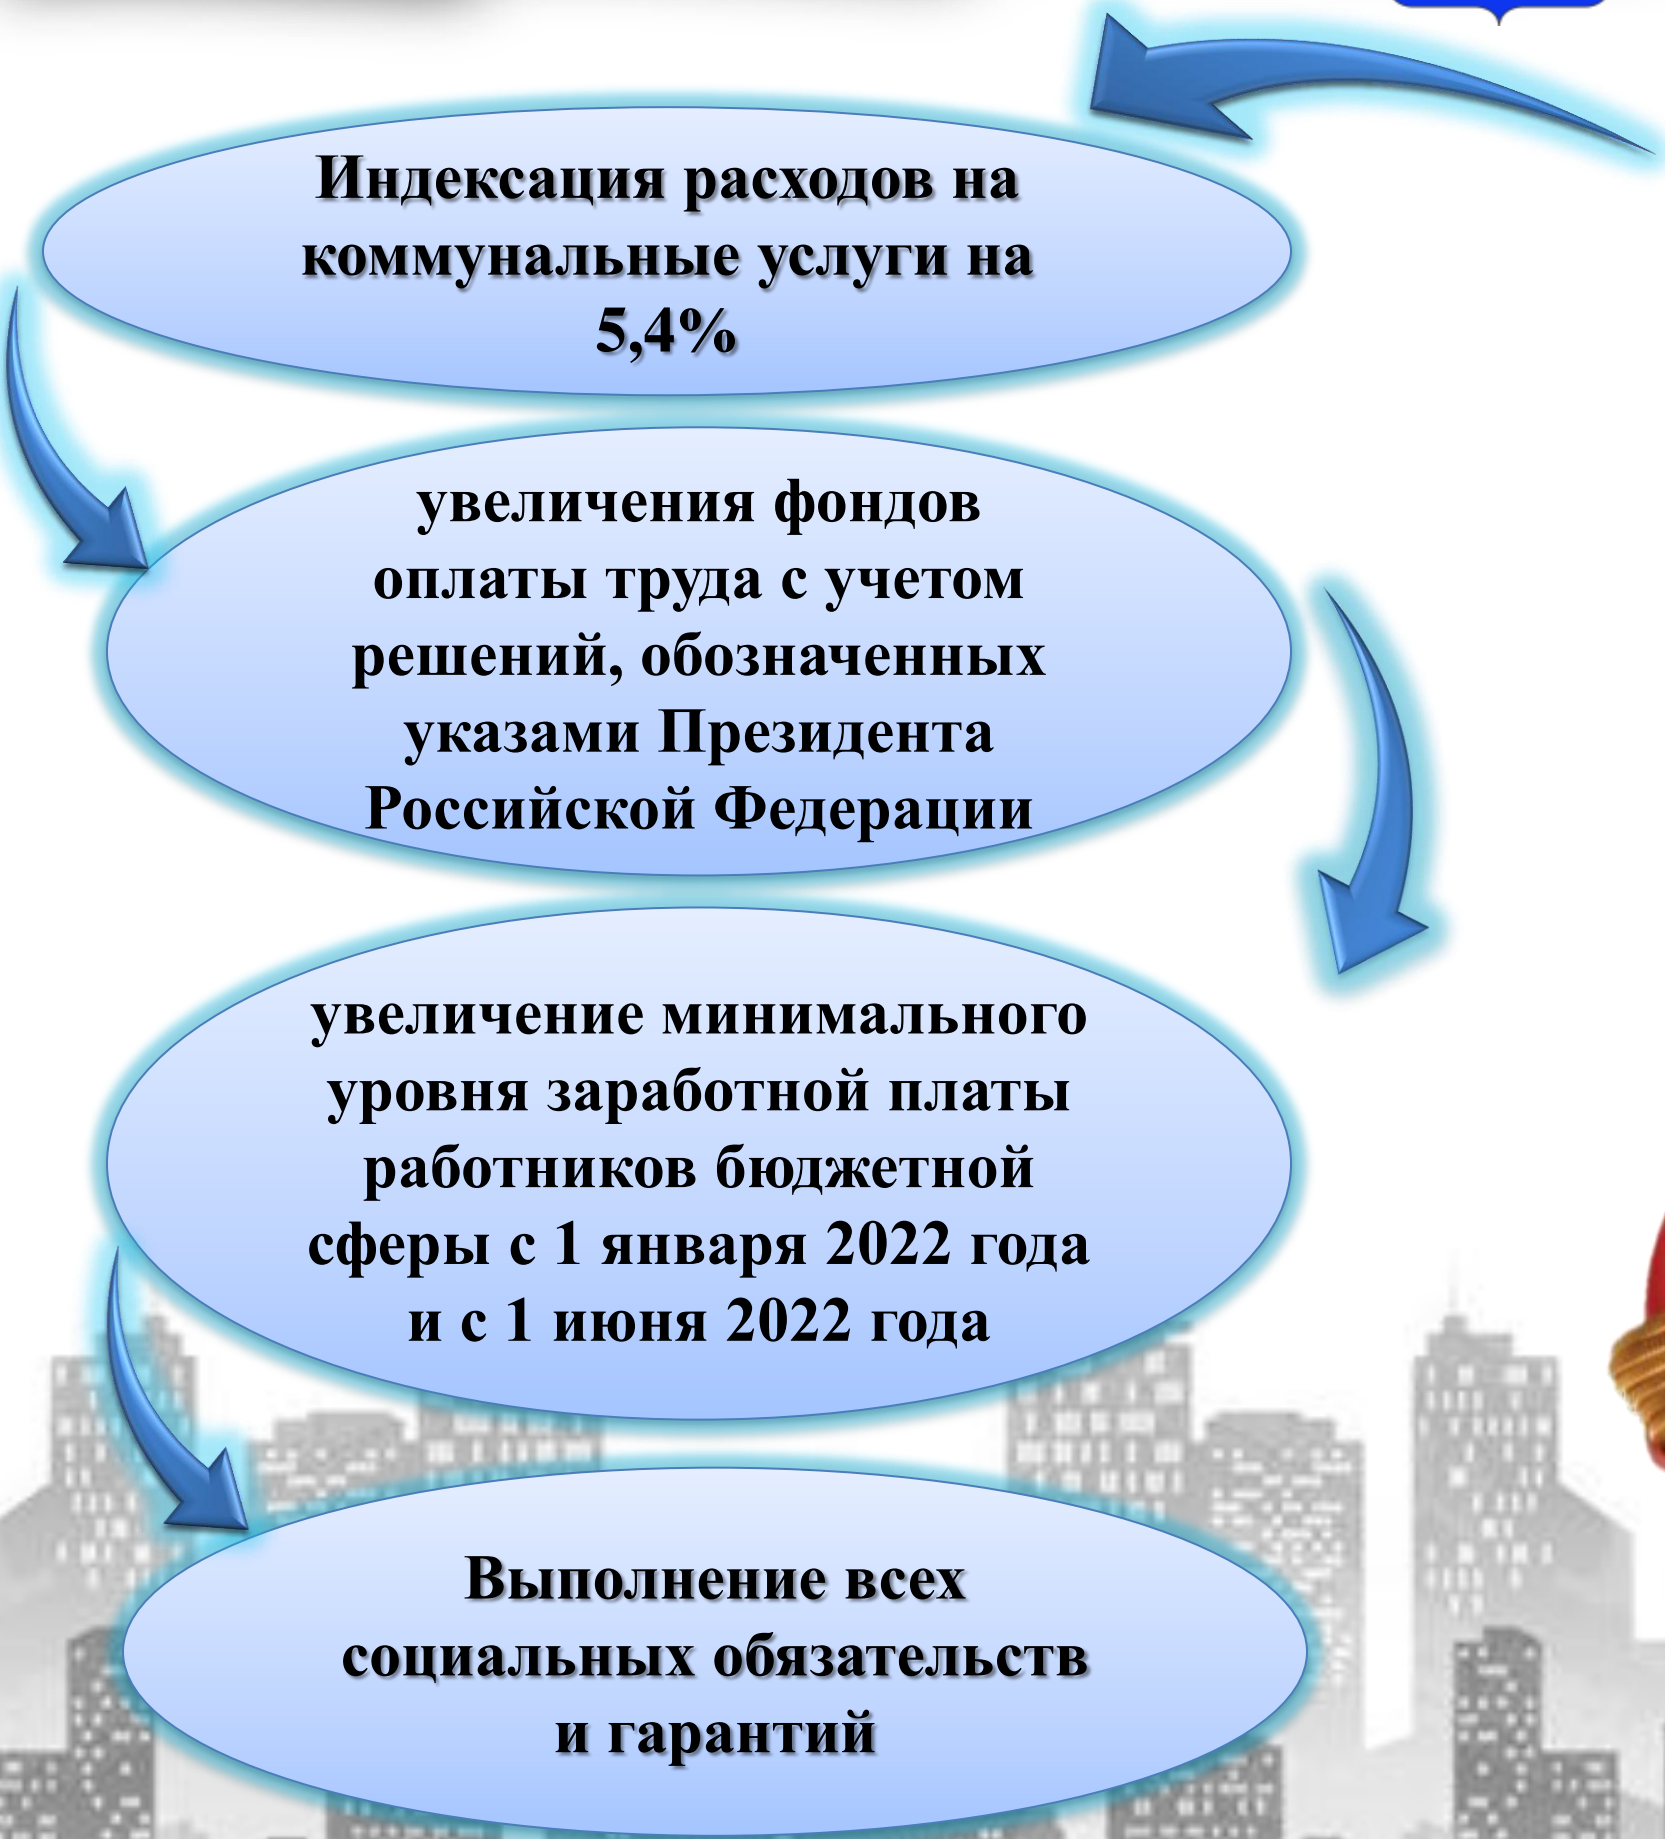 Индексация расходов на
коммунальные услуги на
5,4%
увеличения фондов
оплаты труда с учетом
решений, обозначенных
указами Президента
Российской Федерации
увеличение минимального
уровня заработной платы
работников бюджетной
сферы с 1 января 2022 года
и с 1 июня 2022 года
Выполнение всех
социальных обязательств
и гарантий